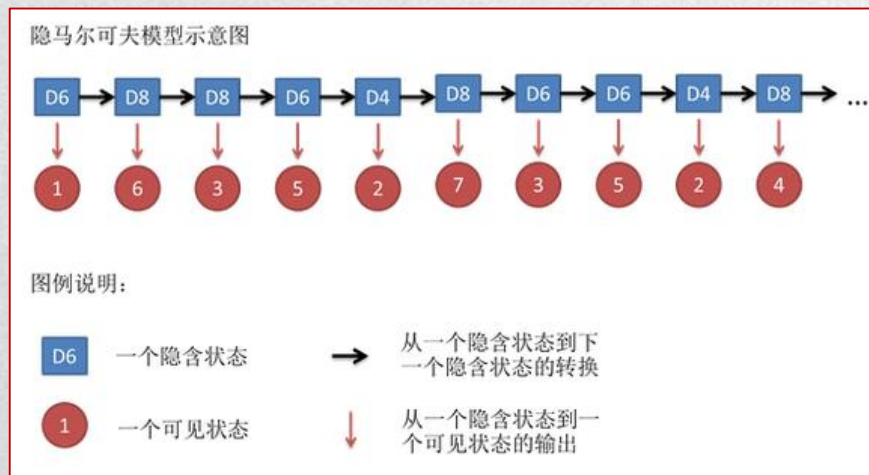 隐马尔可夫模型示意图
D6 D8 D8 D6 D4 D8 D6 D6 D4 D8 ...
1 6 3 5 2 7 3 5 2 4
图例说明：
D6 一个隐含状态
从一个隐含状态到下
一个隐含状态的转换
1 一个可见状态
从一个隐含状态到一
个可见状态的输出